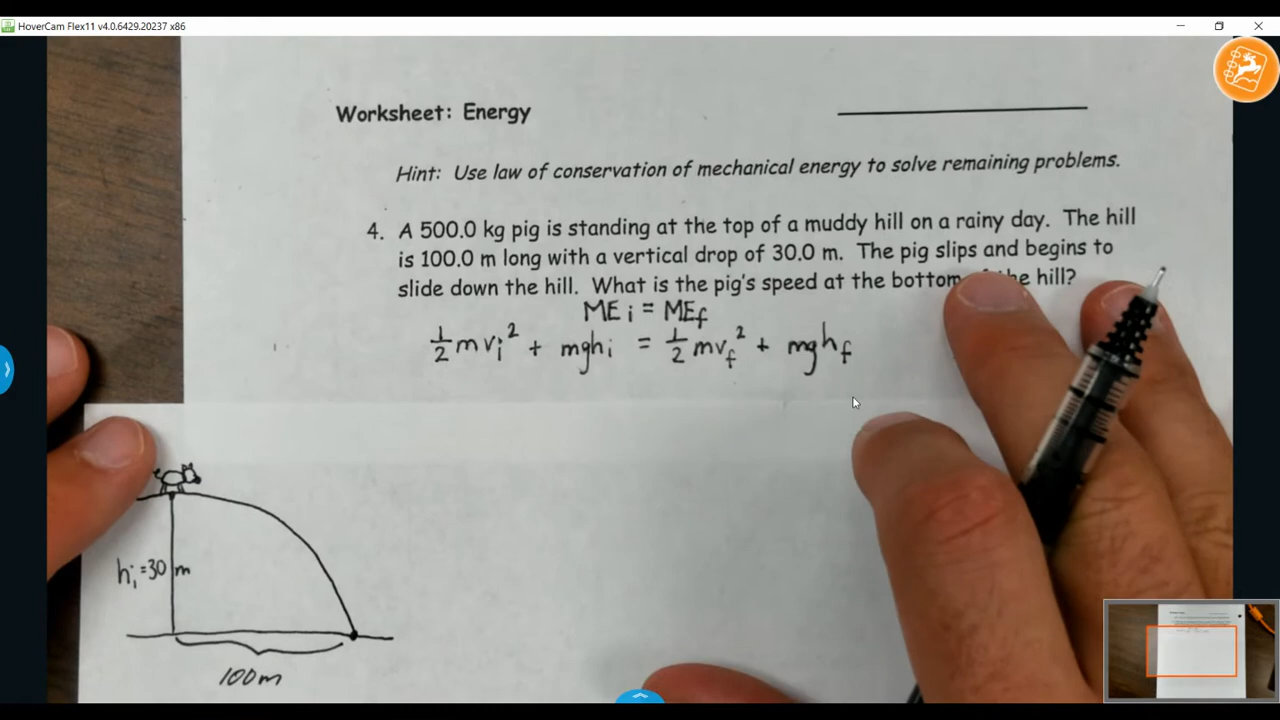 HoverCam Flex11 v4.0.6429.20237 x86
Worksheet: Energy
Hint: Use law of conservation of mechanical energy to solve remaining problems.
4. A 500.0 kg pig is standing at the top of a muddy hill on a rainy day. The hill
is 100.0 m long with a vertical drop of 30.0 m. The pig slips and begins to
slide down the hill. What is the pig's speed at the bottom hill?
MEi = MEf
1/2 mvi² + mghi = 1/2 mvf² + mghf
hi=30 m
100m